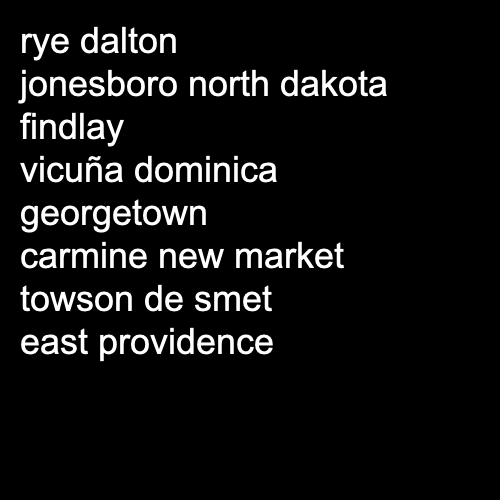 rye dalton
jonesboro north dakota
findlay
vicuña dominica
georgetown
carmine new market
towson de smet
east providence